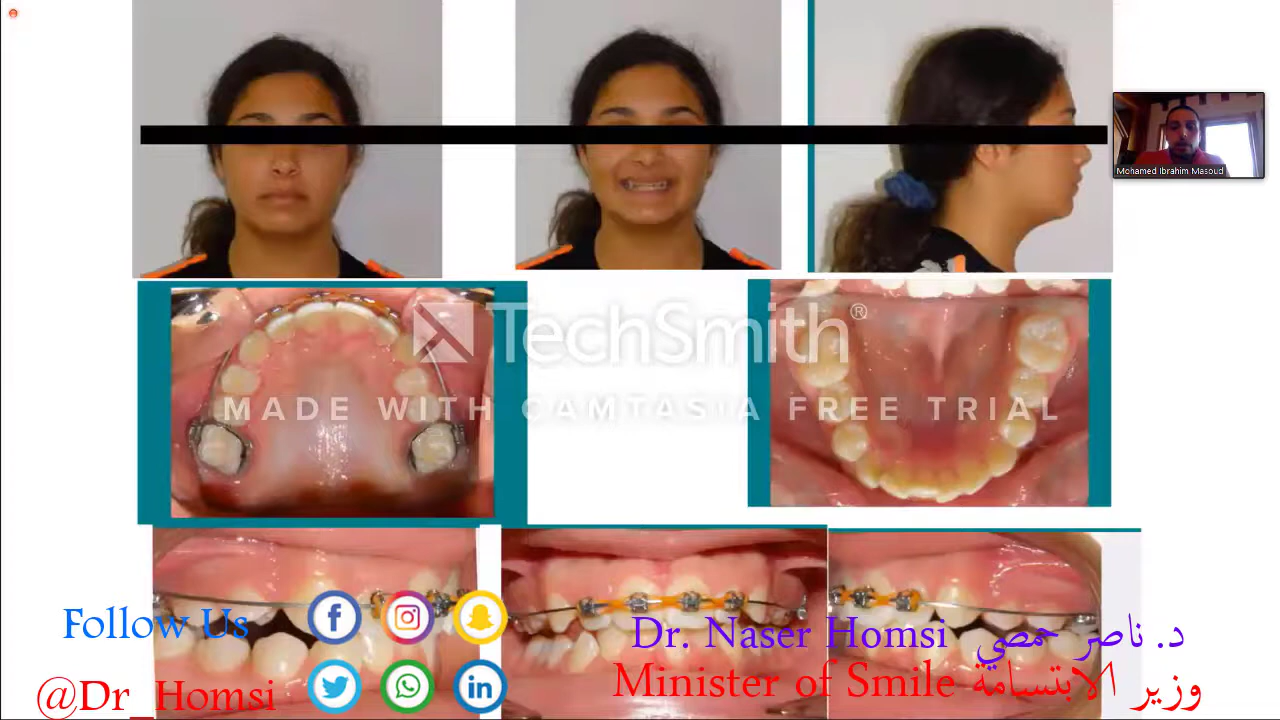 Mohamed Ibrahim Masoud
TechSmith®
MADE WITH CAMTASIA FREE TRIAL
Follow Us
@Dr_Homsi
Dr. Naser Homsi د. ناصر حمصي
Minister of Smile وزير الابتسامة